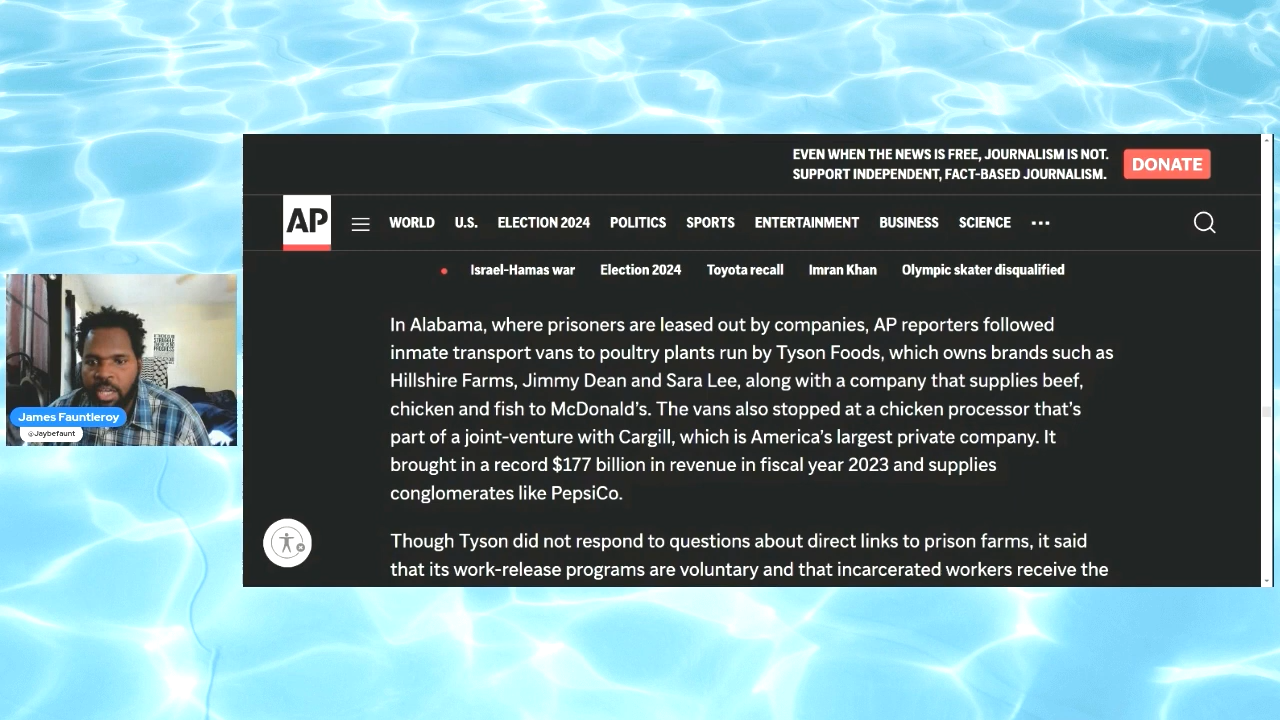 EVEN WHEN THE NEWS IS FREE, JOURNALISM IS NOT.
SUPPORT INDEPENDENT, FACT-BASED JOURNALISM.
DONATE
AP
WORLD U.S. ELECTION 2024 POLITICS SPORTS ENTERTAINMENT BUSINESS SCIENCE •••
Israel-Hamas war Election 2024 Toyota recall Imran Khan Olympic skater disqualified
In Alabama, where prisoners are leased out by companies, AP reporters followed
inmate transport vans to poultry plants run by Tyson Foods, which owns brands such as
Hillshire Farms, Jimmy Dean and Sara Lee, along with a company that supplies beef,
chicken and fish to McDonald’s. The vans also stopped at a chicken processor that’s
part of a joint-venture with Cargill, which is America’s largest private company. It
brought in a record $177 billion in revenue in fiscal year 2023 and supplies
conglomerates like PepsiCo.
Though Tyson did not respond to questions about direct links to prison farms, it said
that its work-release programs are voluntary and that incarcerated workers receive the
James Fauntleroy
@Jaybefaunt